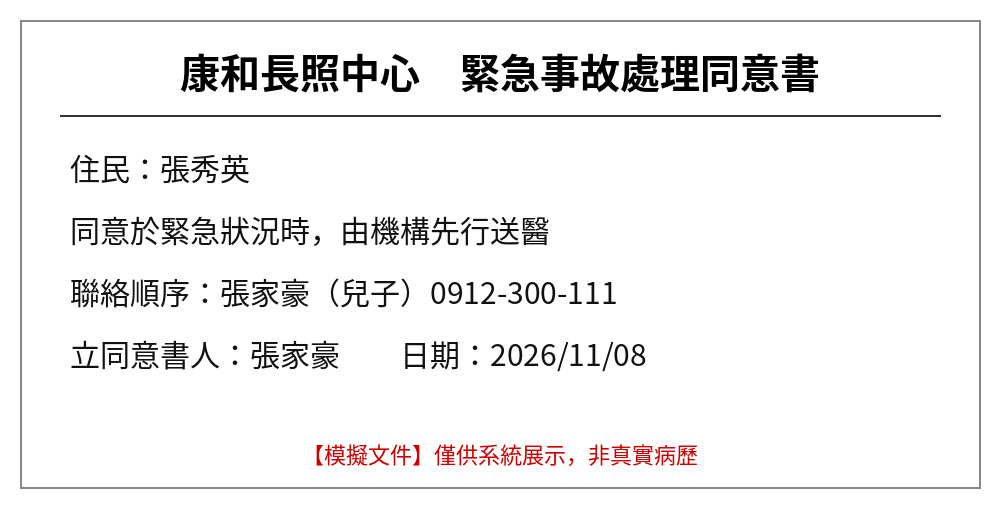 康和長照中心　緊急事故處理同意書
住民：張秀英
同意於緊急狀況時，由機構先行送醫
聯絡順序：張家豪（兒子）0912-300-111
立同意書人：張家豪　　日期：2026/11/08
【模擬文件】僅供系統展示，非真實病歷